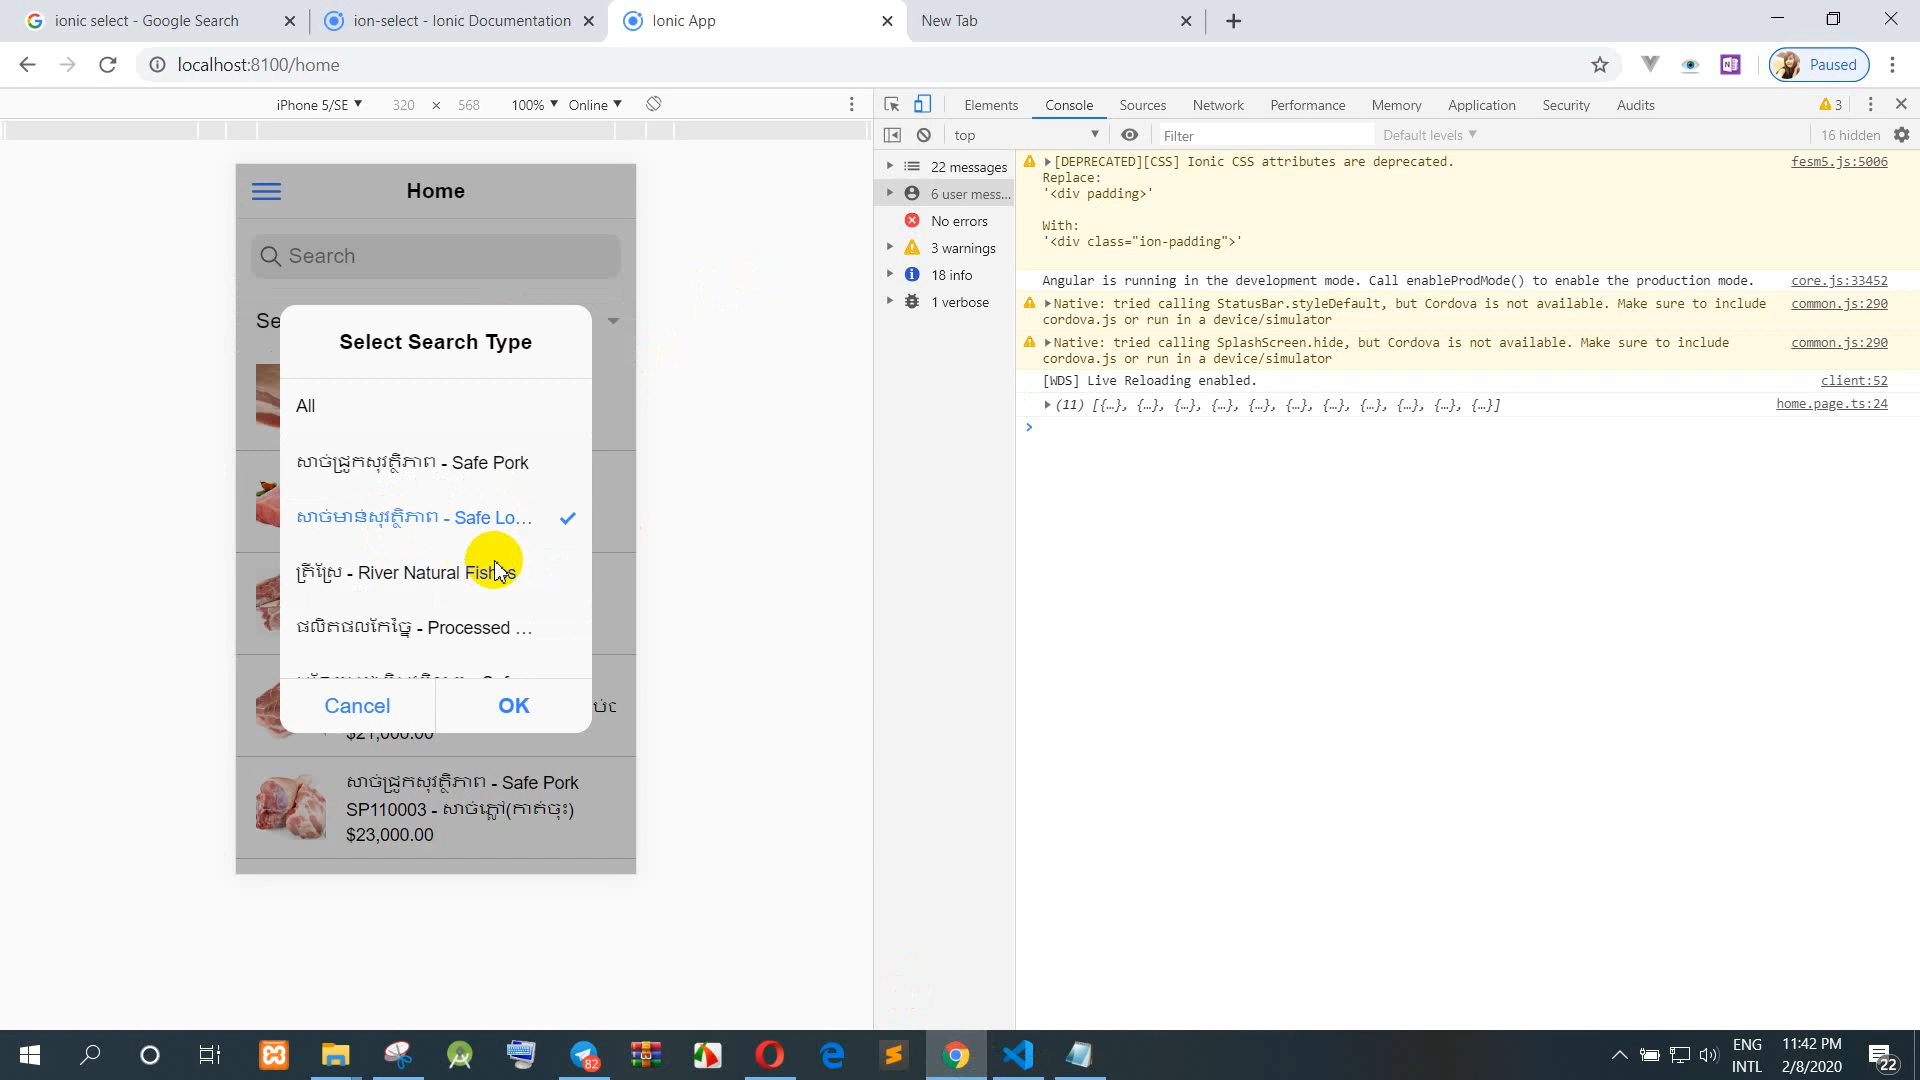 ionic select - Google Search
ion-select - Ionic Documentation
Ionic App
New Tab
localhost:8100/home
Paused
iPhone 5/SE ▼ 320 × 568 100% ▼ Online ▼
Elements Console Sources Network Performance Memory Application Security Audits 3
top Filter Default levels ▼ 16 hidden
22 messages
6 user mess...
No errors
3 warnings
18 info
1 verbose
[DEPRECATED][CSS] Ionic CSS attributes are deprecated. fesm5.js:5006
Replace:
'<div padding>'
With:
'<div class="ion-padding">'
Angular is running in the development mode. Call enableProdMode() to enable the production mode. core.js:33452
Native: tried calling StatusBar.styleDefault, but Cordova is not available. Make sure to include common.js:290
cordova.js or run in a device/simulator
Native: tried calling SplashScreen.hide, but Cordova is not available. Make sure to include common.js:290
cordova.js or run in a device/simulator
[WDS] Live Reloading enabled. client:52
(11) [{…}, {…}, {…}, {…}, {…}, {…}, {…}, {…}, {…}, {…}, {…}] home.page.ts:24
Home
Search
Se
Select Search Type
All
សាច់ជ្រូកសុវត្ថិភាព - Safe Pork
សាច់មាន់សុវត្ថិភាព - Safe Lo...
ត្រីស្រែ - River Natural Fishes
ផលិតផលកែច្នៃ - Processed ...
Cancel OK
$21,000.00
សាច់ជ្រូកសុវត្ថិភាព - Safe Pork
SP110003 - សាច់ភ្លៅ(កាត់ចុះ)
$23,000.00
82
ENG
INTL
11:42 PM
2/8/2020
22